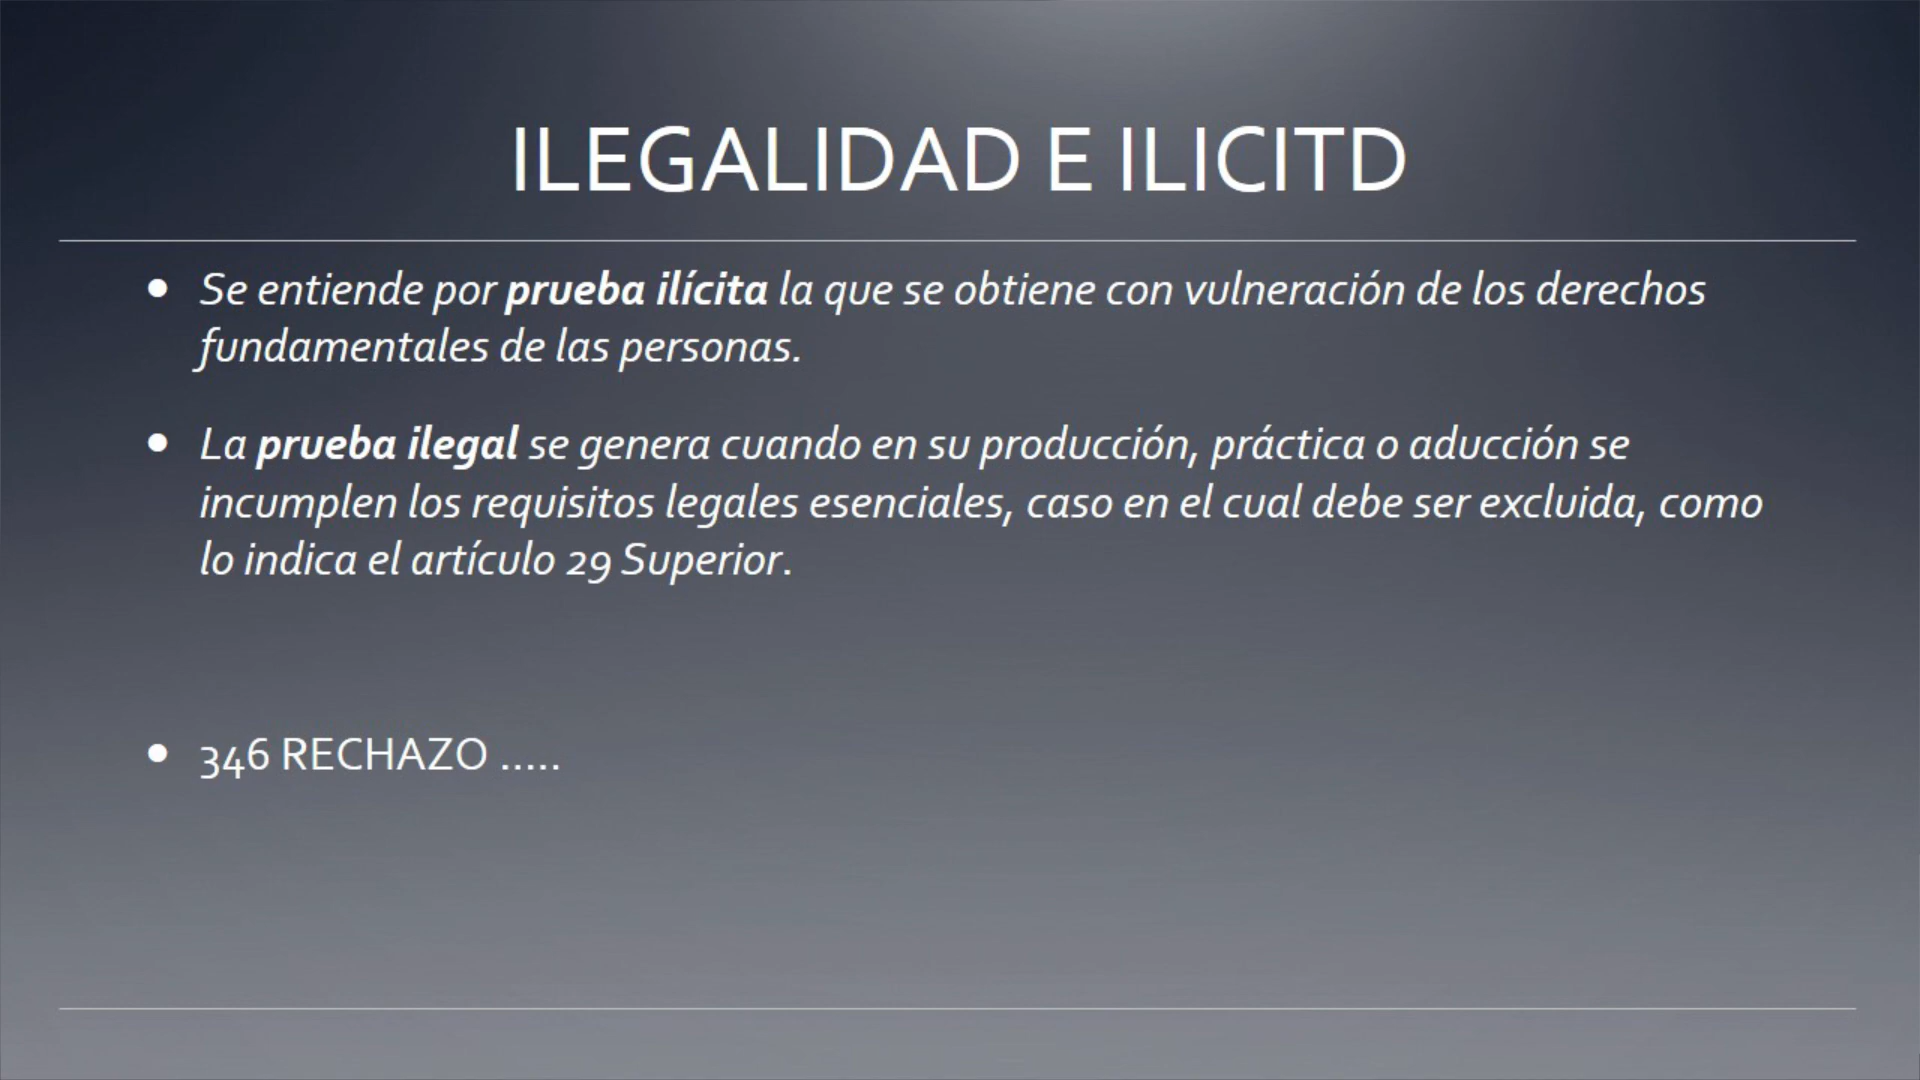 ILEGALIDAD E ILICITD
• Se entiende por prueba ilícita la que se obtiene con vulneración de los derechos
fundamentales de las personas.
• La prueba ilegal se genera cuando en su producción, práctica o aducción se
incumplen los requisitos legales esenciales, caso en el cual debe ser excluida, como
lo indica el artículo 29 Superior.
• 346 RECHAZO .....